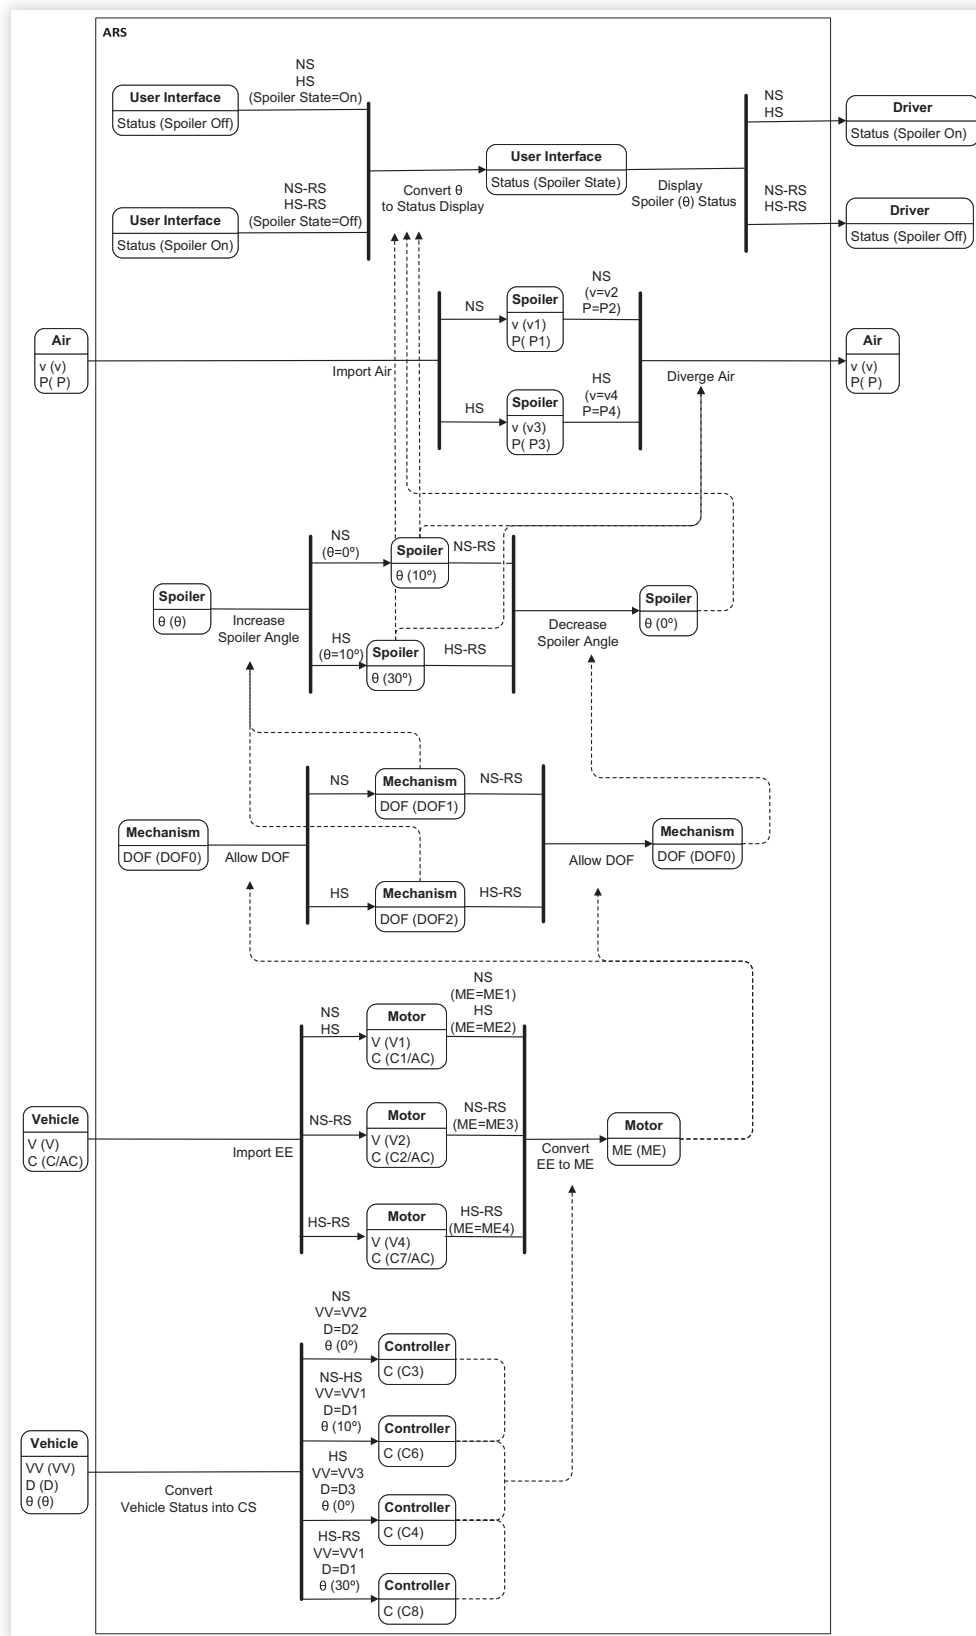 ARS
NS
HS
(Spoiler State=On)
User Interface
Status (Spoiler Off)
NS-RS
HS-RS
(Spoiler State=Off)
User Interface
Status (Spoiler On)
Convert θ
to Status Display
User Interface
Status (Spoiler State)
Display
Spoiler (θ) Status
NS
HS
Driver
Status (Spoiler On)
NS-RS
HS-RS
Driver
Status (Spoiler Off)
Air
v (v)
P( P)
Import Air
NS
Spoiler
v (v1)
P( P1)
NS
(v=v2
P=P2)
HS
Spoiler
v (v3)
P( P3)
HS
(v=v4
P=P4)
Diverge Air
Air
v (v)
P( P)
Spoiler
θ (θ)
Increase
Spoiler Angle
NS
(θ=0º)
Spoiler
θ (10º)
NS-RS
HS
(θ=10º)
Spoiler
θ (30º)
HS-RS
Decrease
Spoiler Angle
Spoiler
θ (0º)
Mechanism
DOF (DOF0)
Allow DOF
NS
Mechanism
DOF (DOF1)
NS-RS
HS
Mechanism
DOF (DOF2)
HS-RS
Allow DOF
Mechanism
DOF (DOF0)
Vehicle
V (V)
C (C/AC)
Import EE
NS
HS
Motor
V (V1)
C (C1/AC)
NS
(ME=ME1)
HS
(ME=ME2)
NS-RS
Motor
V (V2)
C (C2/AC)
NS-RS
(ME=ME3)
HS-RS
Motor
V (V4)
C (C7/AC)
HS-RS
(ME=ME4)
Convert
EE to ME
Motor
ME (ME)
Vehicle
VV (VV)
D (D)
θ (θ)
Convert
Vehicle Status into CS
NS
VV=VV2
D=D2
θ (0º)
Controller
C (C3)
NS-HS
VV=VV1
D=D1
θ (10º)
Controller
C (C6)
HS
VV=VV3
D=D3
θ (0º)
Controller
C (C4)
HS-RS
VV=VV1
D=D1
θ (30º)
Controller
C (C8)